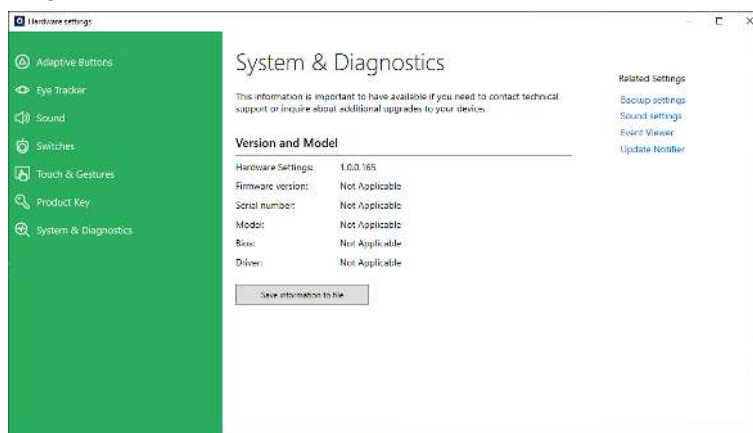 Hardware settings
Adaptive Buttons
Eye Tracker
Sound
Switches
Touch & Gestures
Product Key
System & Diagnostics
System & Diagnostics
This information is important to have available if you need to contact technical
support or inquire about additional upgrades to your device.
Version and Model
Hardware Settings: 1.0.0.165
Firmware version: Not Applicable
Serial number: Not Applicable
Model: Not Applicable
Bios: Not Applicable
Driver: Not Applicable
Save information to file
Related Settings
Backup settings
Sound settings
Event Viewer
Update Notifier